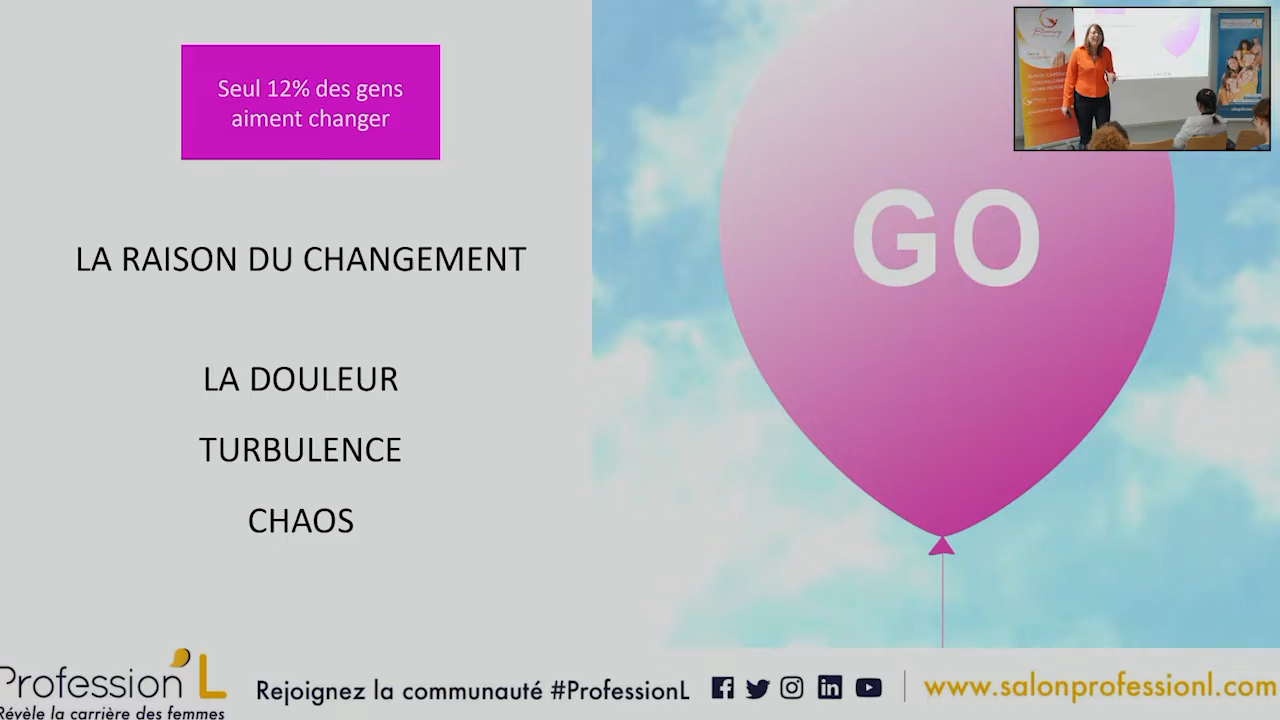 Seul 12% des gens
aiment changer
LA RAISON DU CHANGEMENT
LA DOULEUR
TURBULENCE
CHAOS
GO
Profession'L
Révèle la carrière des femmes
Rejoignez la communauté #ProfessionL
www.salonprofessionl.com